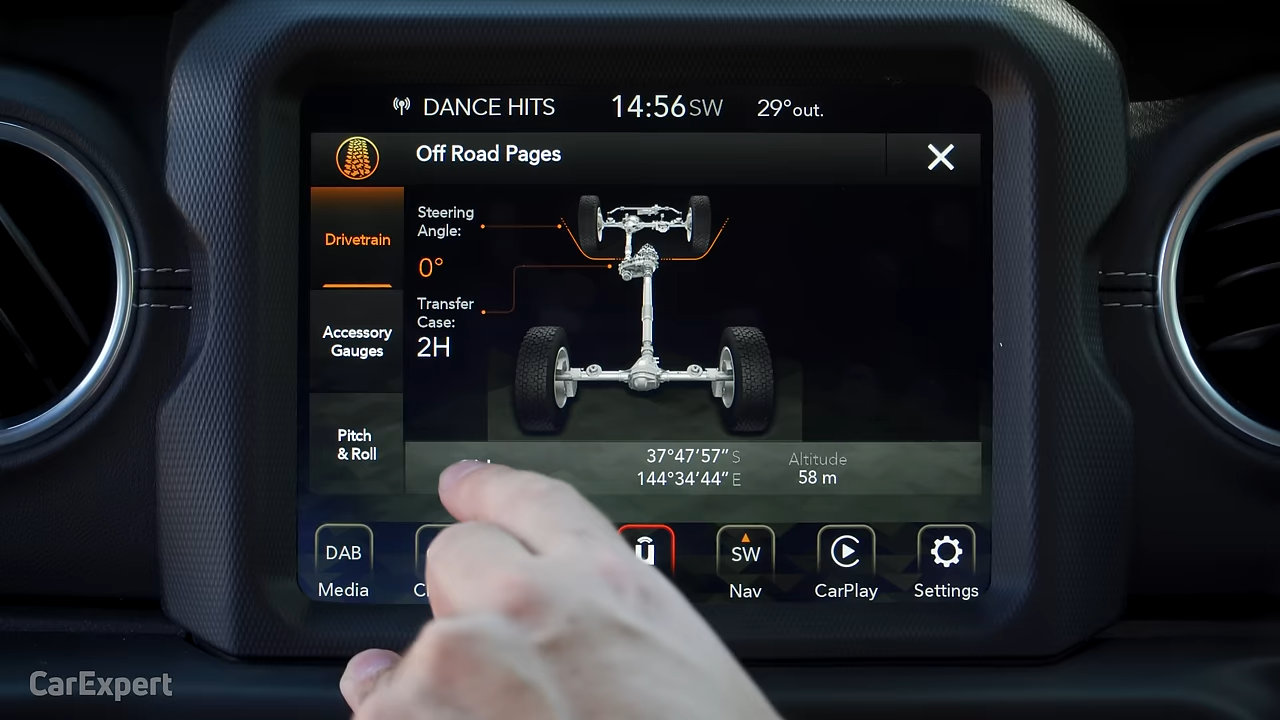 DANCE HITS 14:56 SW 29° out.
Off Road Pages
Drivetrain
Steering
Angle:
0°
Transfer
Case:
2H
Accessory
Gauges
Pitch
& Roll
37°47'57" S
144°34'44" E
Altitude
58 m
DAB
Media
SW
Nav
CarPlay
Settings
CarExpert